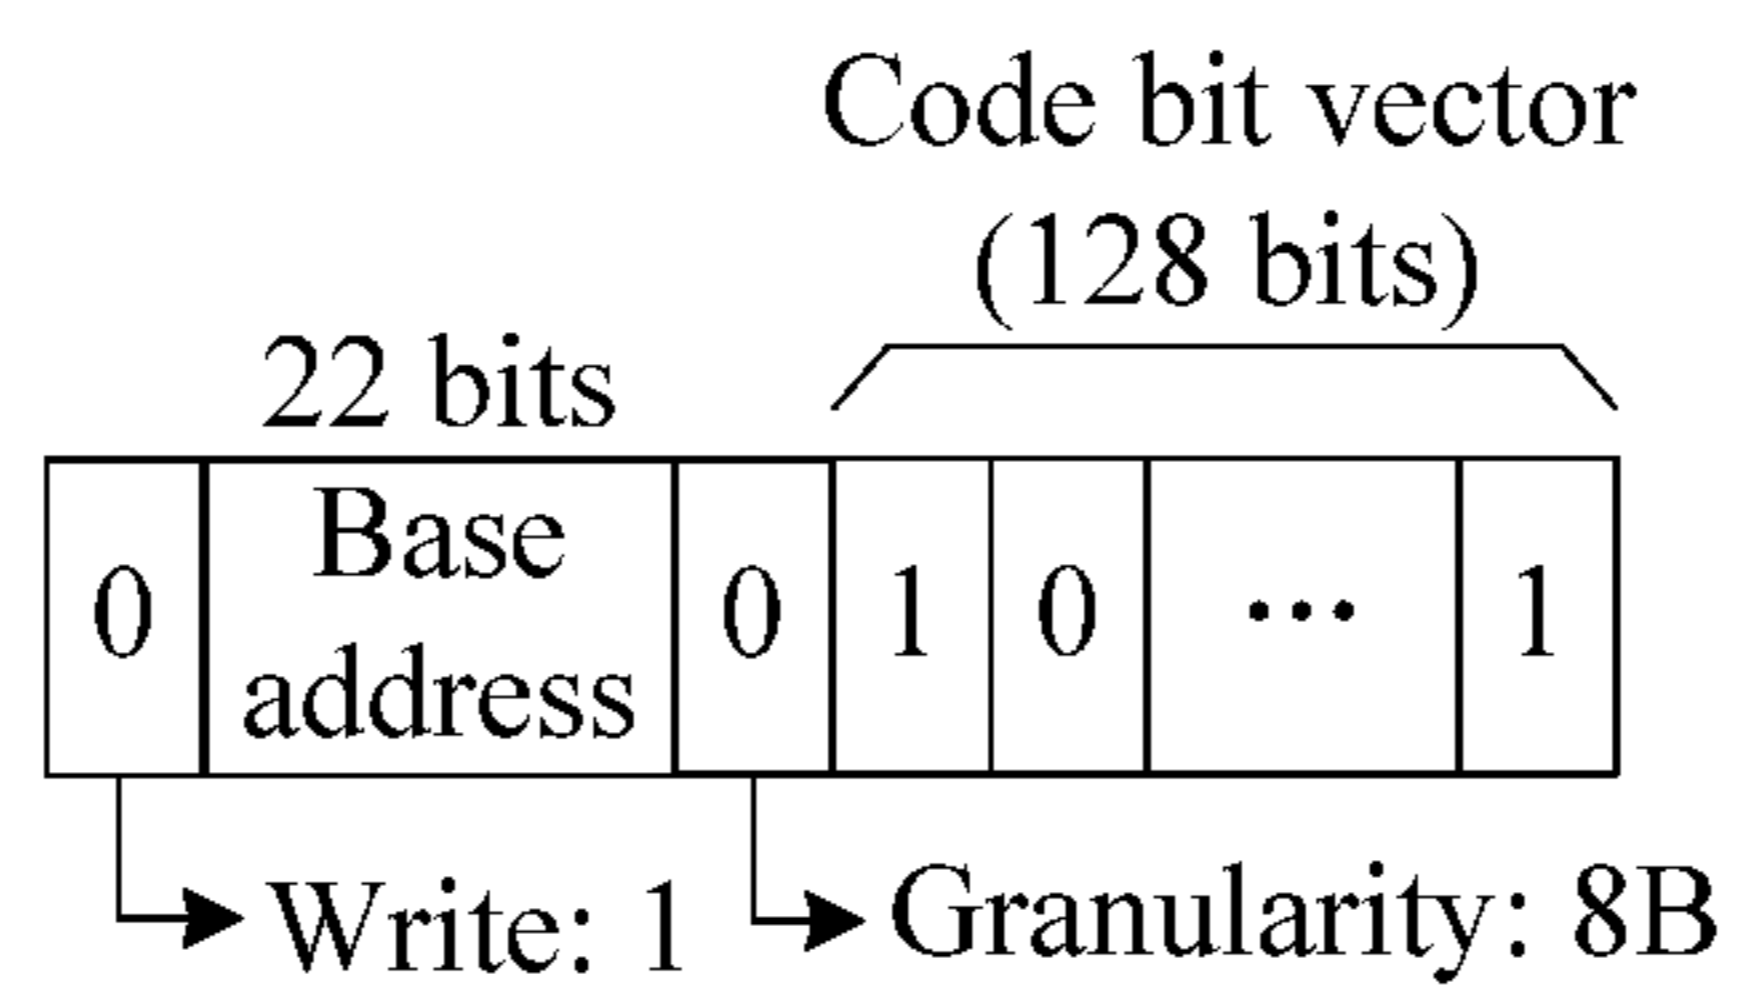 Code bit vector
(128 bits)
22 bits
0 Base address 0 1 0 ··· 1
Write: 1 Granularity: 8B